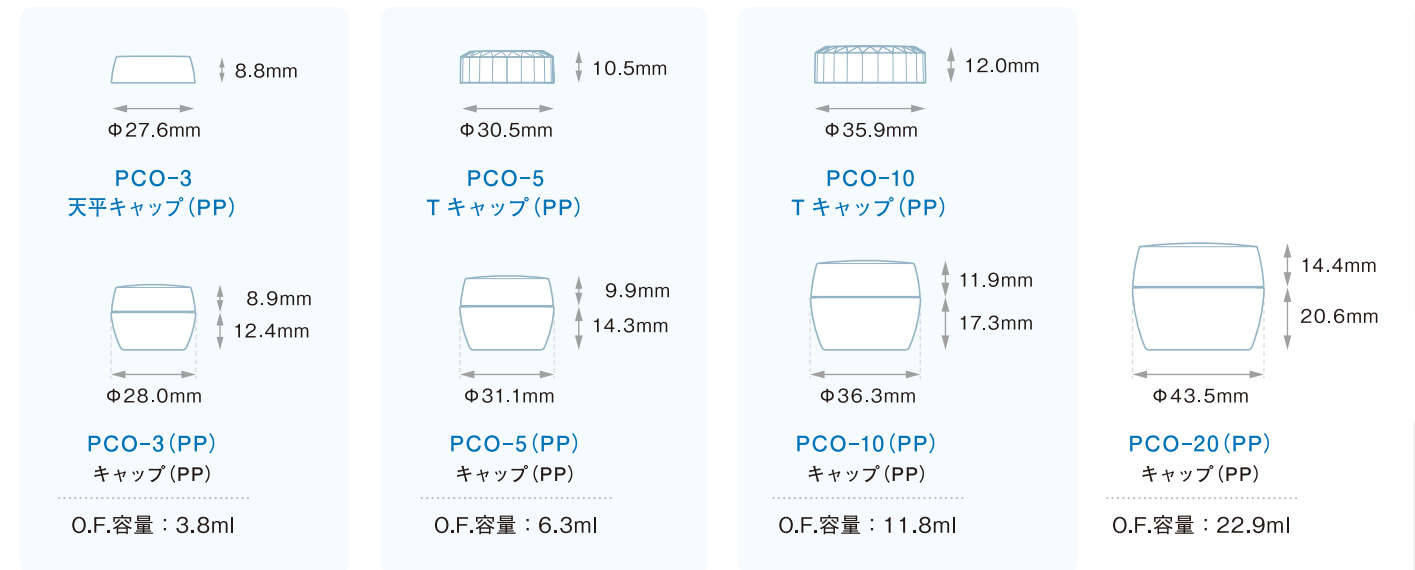 8.8mm
Φ27.6mm
PCO-3
天平キャップ(PP)
8.9mm
12.4mm
Φ28.0mm
PCO-3(PP)
キャップ(PP)
O.F.容量：3.8ml
10.5mm
Φ30.5mm
PCO-5
T キャップ(PP)
9.9mm
14.3mm
Φ31.1mm
PCO-5(PP)
キャップ(PP)
O.F.容量：6.3ml
12.0mm
Φ35.9mm
PCO-10
T キャップ(PP)
11.9mm
17.3mm
Φ36.3mm
PCO-10(PP)
キャップ(PP)
O.F.容量：11.8ml
14.4mm
20.6mm
Φ43.5mm
PCO-20(PP)
キャップ(PP)
O.F.容量：22.9ml